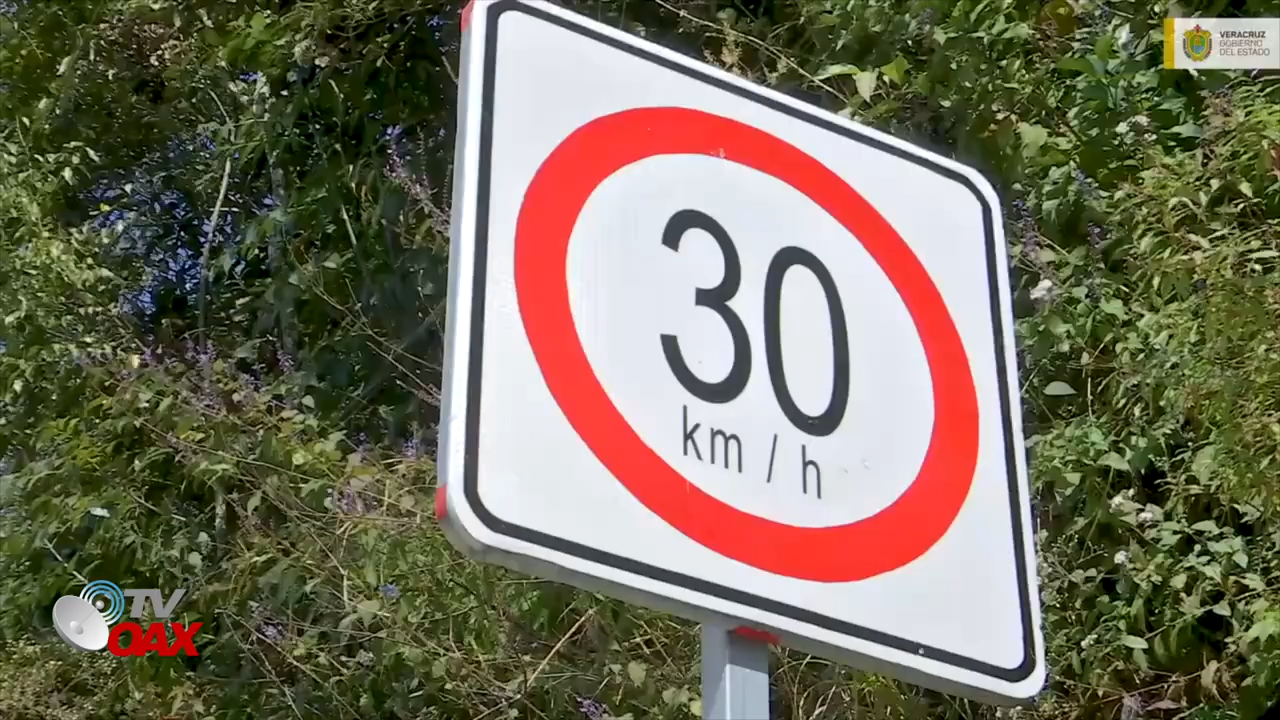 VERACRUZ
GOBIERNO
DEL ESTADO
30
km / h
TV
OAX